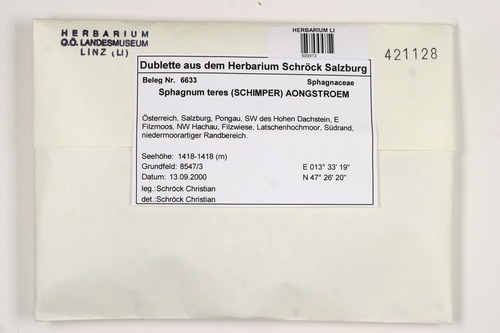 HERBARIUM
O.Ö. LANDESMUSEUM
LINZ (LI)
HERBARIUM LI
609913
421128
Dublette aus dem Herbarium Schröck Salzburg
Beleg Nr. 6633 Sphagnaceae
Sphagnum teres (SCHIMPER) AONGSTROEM
Österreich, Salzburg, Pongau, SW des Hohen Dachstein, E
Filzmoos, NW Hachau, Filzwiese, Latschenhochmoor, Südrand,
niedermoorartiger Randbereich.
Seehöhe: 1418-1418 (m)
Grundfeld: 8547/3 E 013° 33' 19"
Datum: 13.09.2000 N 47° 26' 20"
leg.:Schröck Christian
det.:Schröck Christian